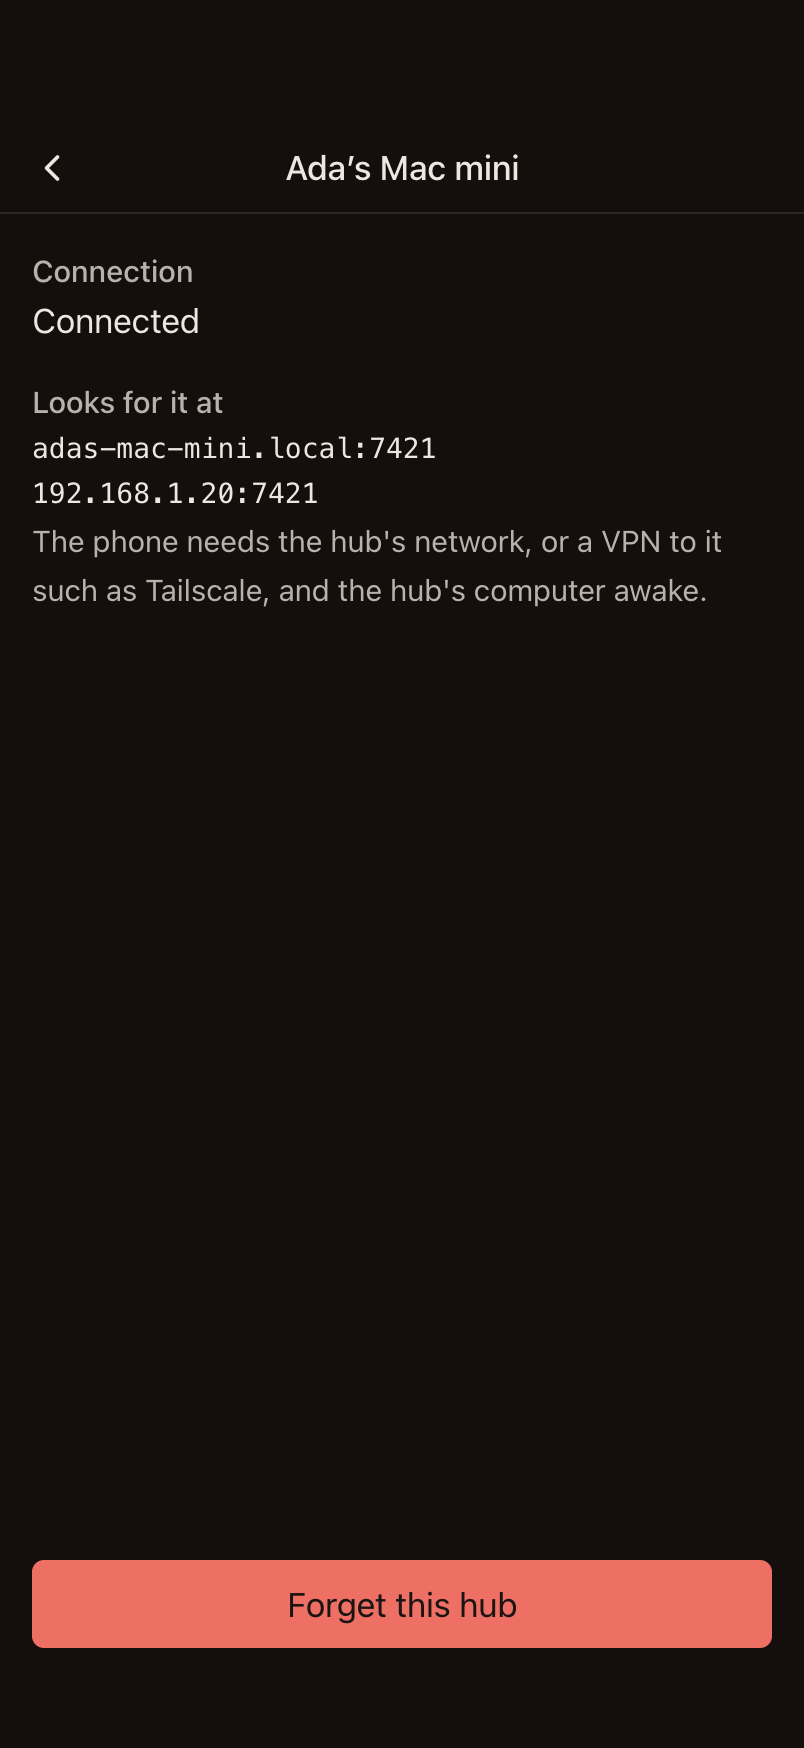 Ada’s Mac mini
Connection
Connected
Looks for it at
adas-mac-mini.local:7421
192.168.1.20:7421
The phone needs the hub's network, or a VPN to it
such as Tailscale, and the hub's computer awake.
Forget this hub